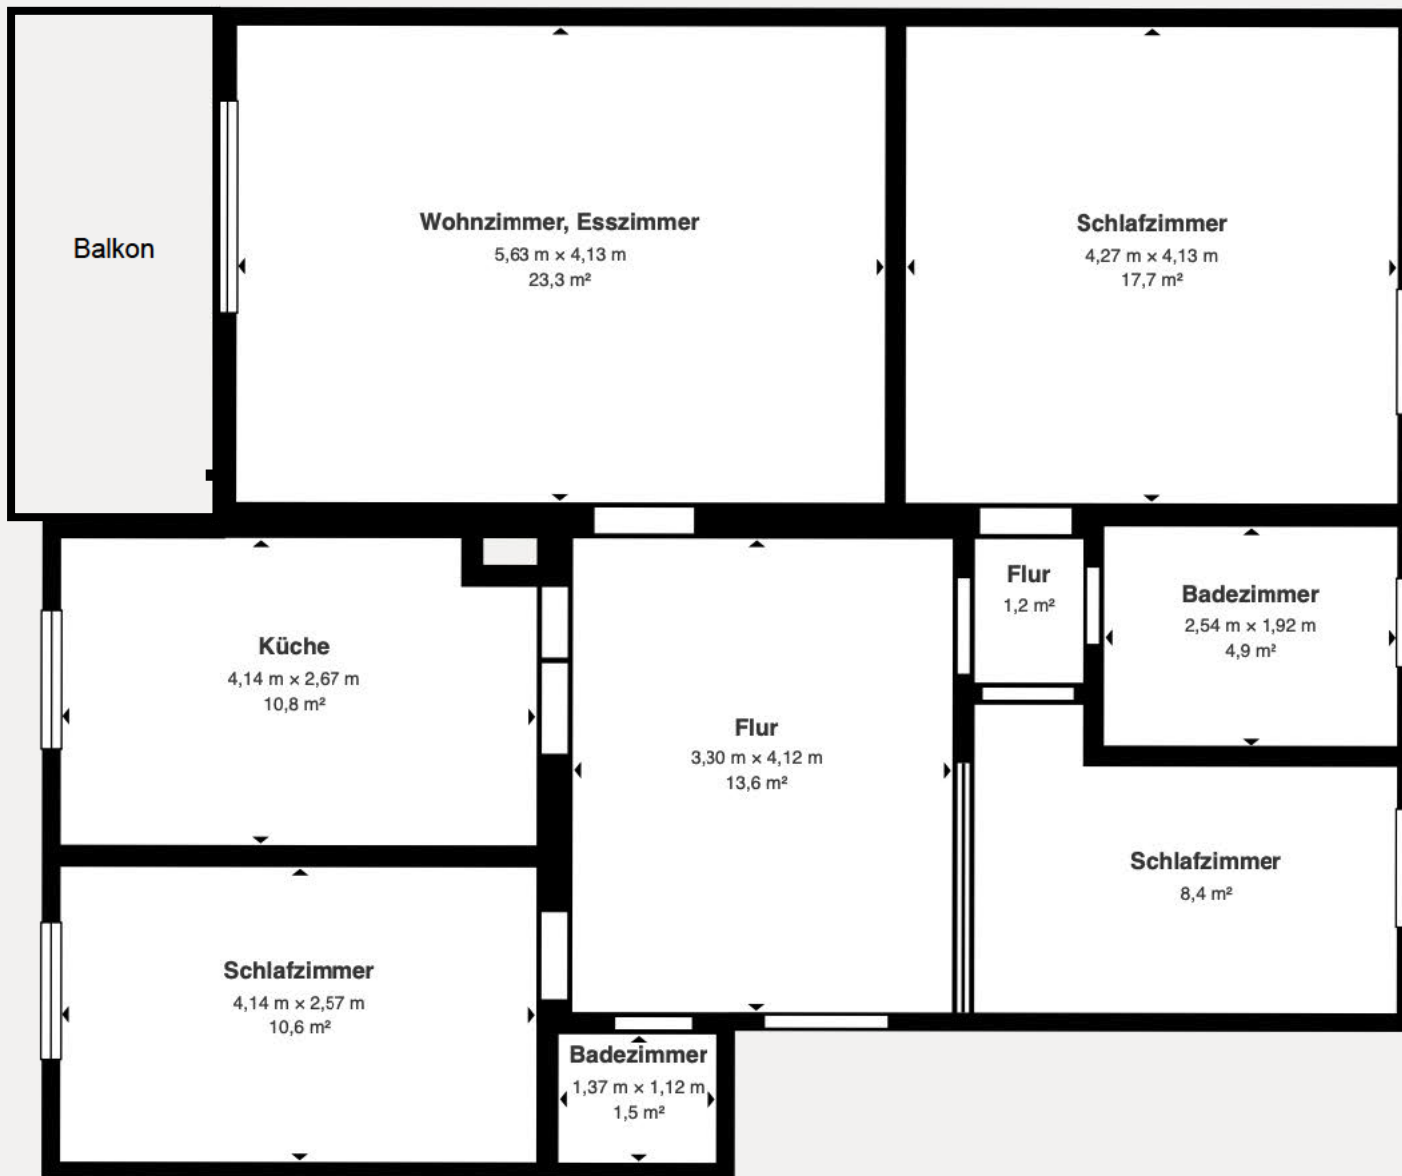 Balkon
Wohnzimmer, Esszimmer
5,63 m × 4,13 m
23,3 m²
Schlafzimmer
4,27 m × 4,13 m
17,7 m²
Küche
4,14 m × 2,67 m
10,8 m²
Flur
3,30 m × 4,12 m
13,6 m²
Flur
1,2 m²
Badezimmer
2,54 m × 1,92 m
4,9 m²
Schlafzimmer
8,4 m²
Schlafzimmer
4,14 m × 2,57 m
10,6 m²
Badezimmer
1,37 m × 1,12 m
1,5 m²